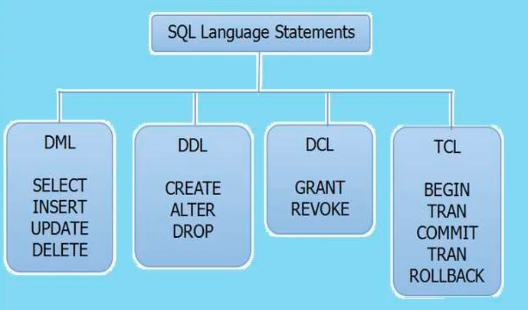 SQL Language Statements
DML
SELECT
INSERT
UPDATE
DELETE
DDL
CREATE
ALTER
DROP
DCL
GRANT
REVOKE
TCL
BEGIN
TRAN
COMMIT
TRAN
ROLLBACK